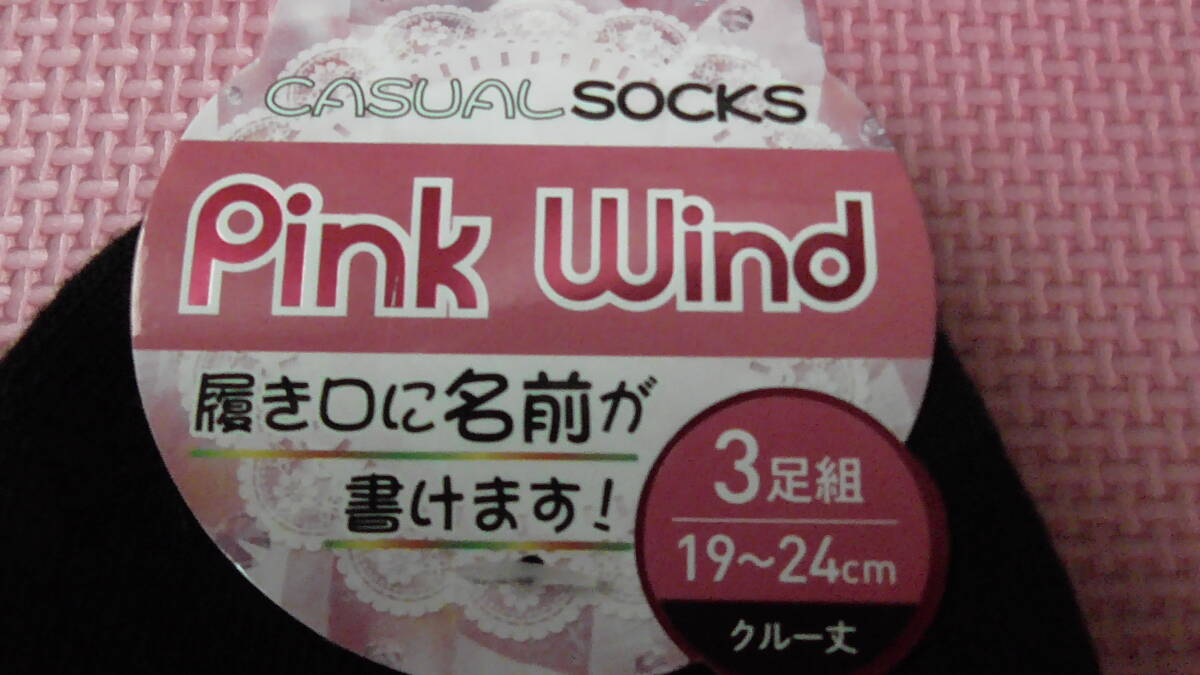 CASUAL SOCKS
Pink Wind
履き口に名前が
書けます!
3足組
19〜24cm
クルー丈